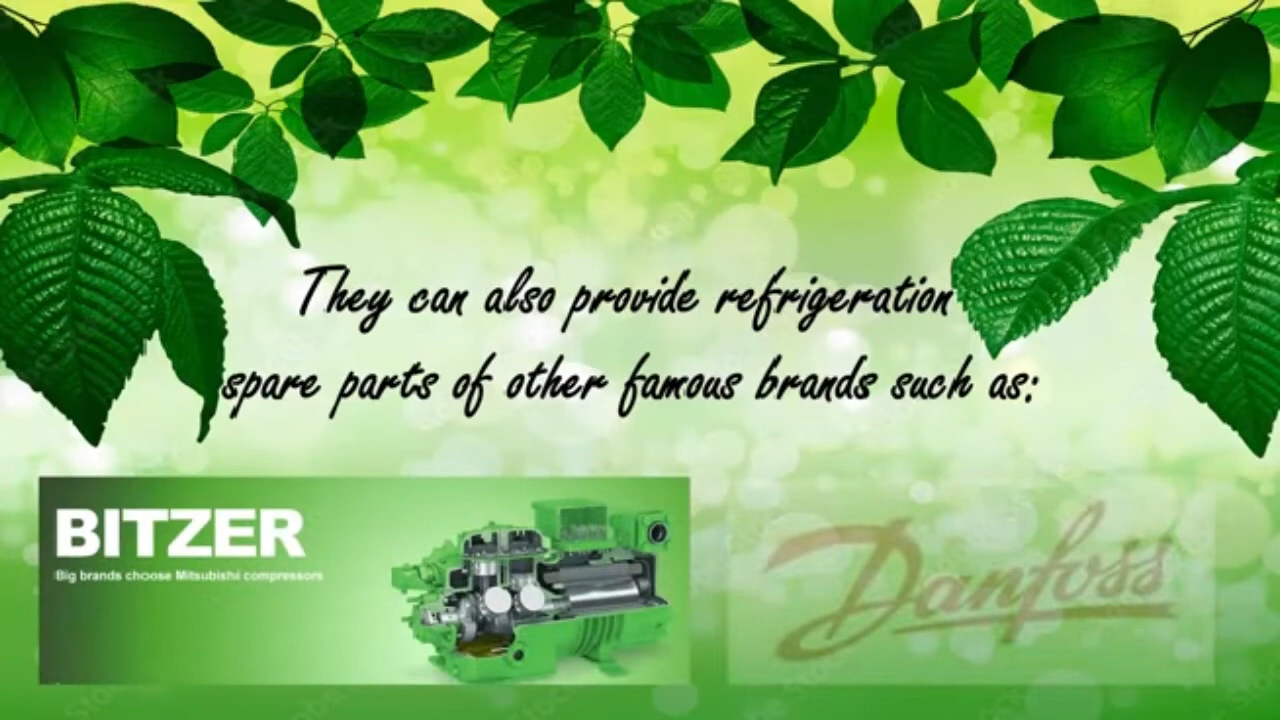 They can also provide refrigeration
spare parts of other famous brands such as:
BITZER
Big brands choose Mitsubishi compressors
Danfoss